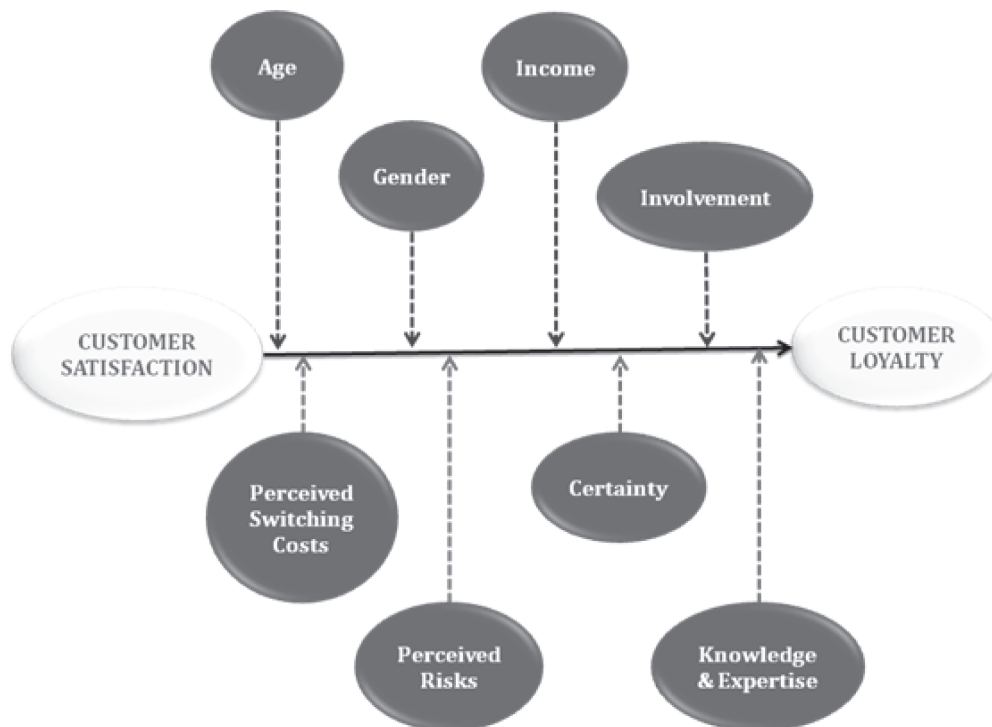 Age
Income
Gender
Involvement
CUSTOMER
SATISFACTION
CUSTOMER
LOYALTY
Perceived
Switching
Costs
Certainty
Perceived
Risks
Knowledge
& Expertise